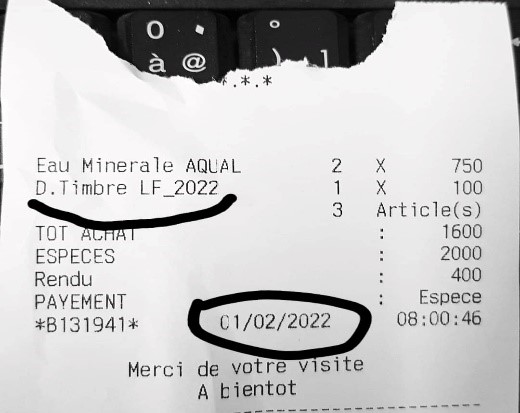 0
°
à @ ) ]
*.*.*
Eau Minerale AQUAL 2 X 750
D.Timbre LF_2022 1 X 100
3 Article(s)
TOT ACHAT : 1600
ESPECES : 2000
Rendu : 400
PAYEMENT : Espece
*B131941* 01/02/2022 08:00:46
Merci de votre visite
A bientot